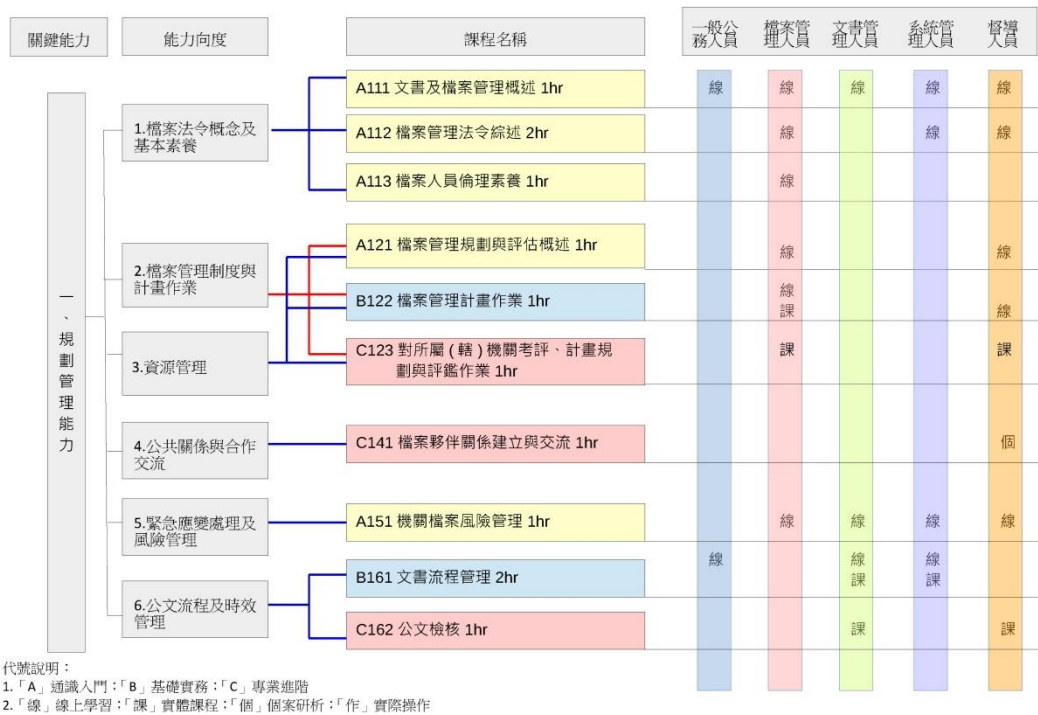 關鍵能力 能力向度 課程名稱 一般公務人員 檔案管理人員 文書管理人員 系統管理人員 督導人員
一、規劃管理能力
1.檔案法令概念及
基本素養
A111 文書及檔案管理概述 1hr 線 線 線 線 線
A112 檔案管理法令綜述 2hr 線 線 線
A113 檔案人員倫理素養 1hr 線
2.檔案管理制度與
計畫作業
A121 檔案管理規劃與評估概述 1hr 線 線
B122 檔案管理計畫作業 1hr 線 課 線
3.資源管理
C123 對所屬 ( 轄 ) 機關考評、計畫規
劃與評鑑作業 1hr 課 課
4.公共關係與合作
交流
C141 檔案夥伴關係建立與交流 1hr 個
5.緊急應變處理及
風險管理
A151 機關檔案風險管理 1hr 線 線 線 線
6.公文流程及時效
管理
B161 文書流程管理 2hr 線 線 課 線 課
C162 公文檢核 1hr 課 課
代號說明：
1.「A」通識入門；「B」基礎實務；「C」專業進階
2.「線」線上學習；「課」實體課程；「個」個案研析；「作」實際操作